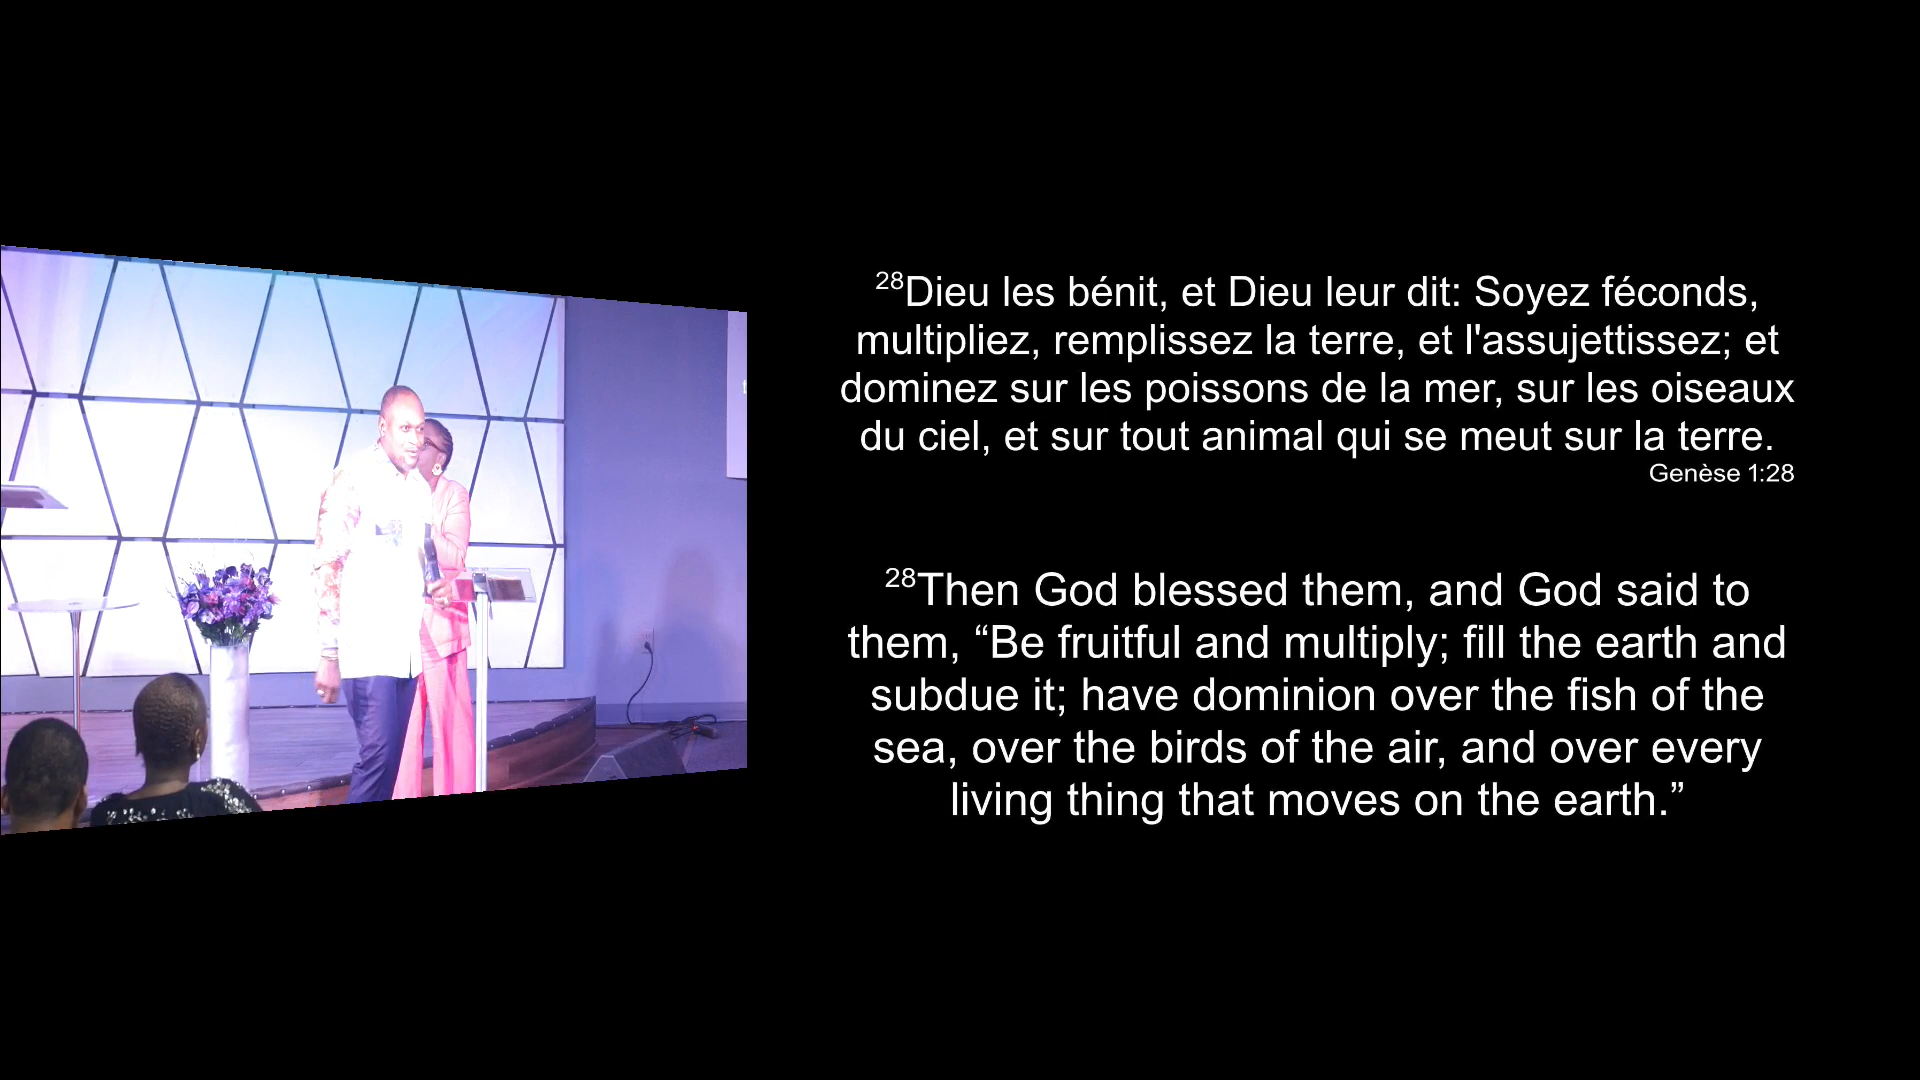 28Dieu les bénit, et Dieu leur dit: Soyez féconds,
multipliez, remplissez la terre, et l'assujettissez; et
dominez sur les poissons de la mer, sur les oiseaux
du ciel, et sur tout animal qui se meut sur la terre.
Genèse 1:28
28Then God blessed them, and God said to
them, “Be fruitful and multiply; fill the earth and
subdue it; have dominion over the fish of the
sea, over the birds of the air, and over every
living thing that moves on the earth.”